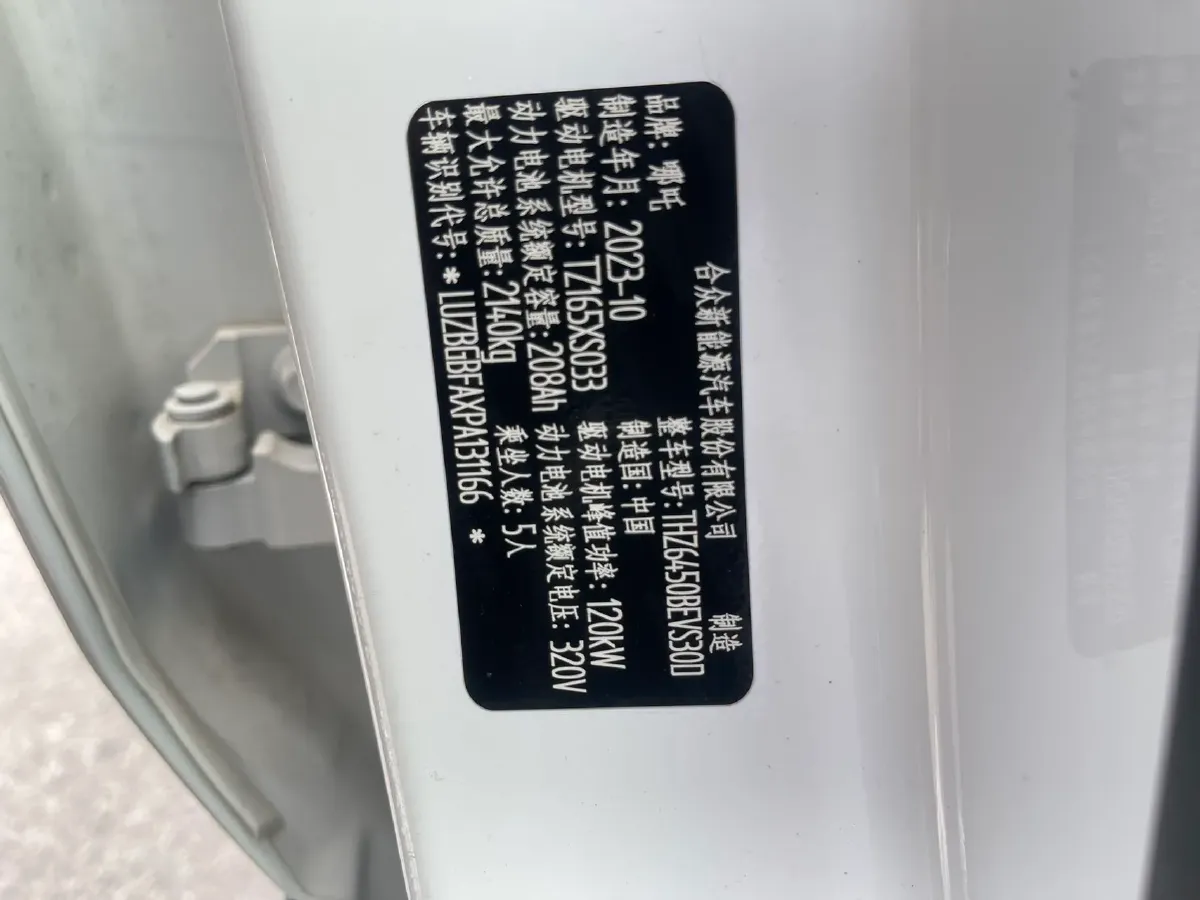 合众新能源汽车股份有限公司 制造
品牌：哪吒 整车型号：THZ6450BEVS30D
制造年月：2023-10 制造国：中国
驱动电机型号：TZ165XS033 驱动电机峰值功率：120kW
动力电池系统额定容量：208Ah 动力电池系统额定电压：320V
最大允许总质量：2140kg 乘坐人数：5人
车辆识别代号：* LUZBGBFAXPA131166 *